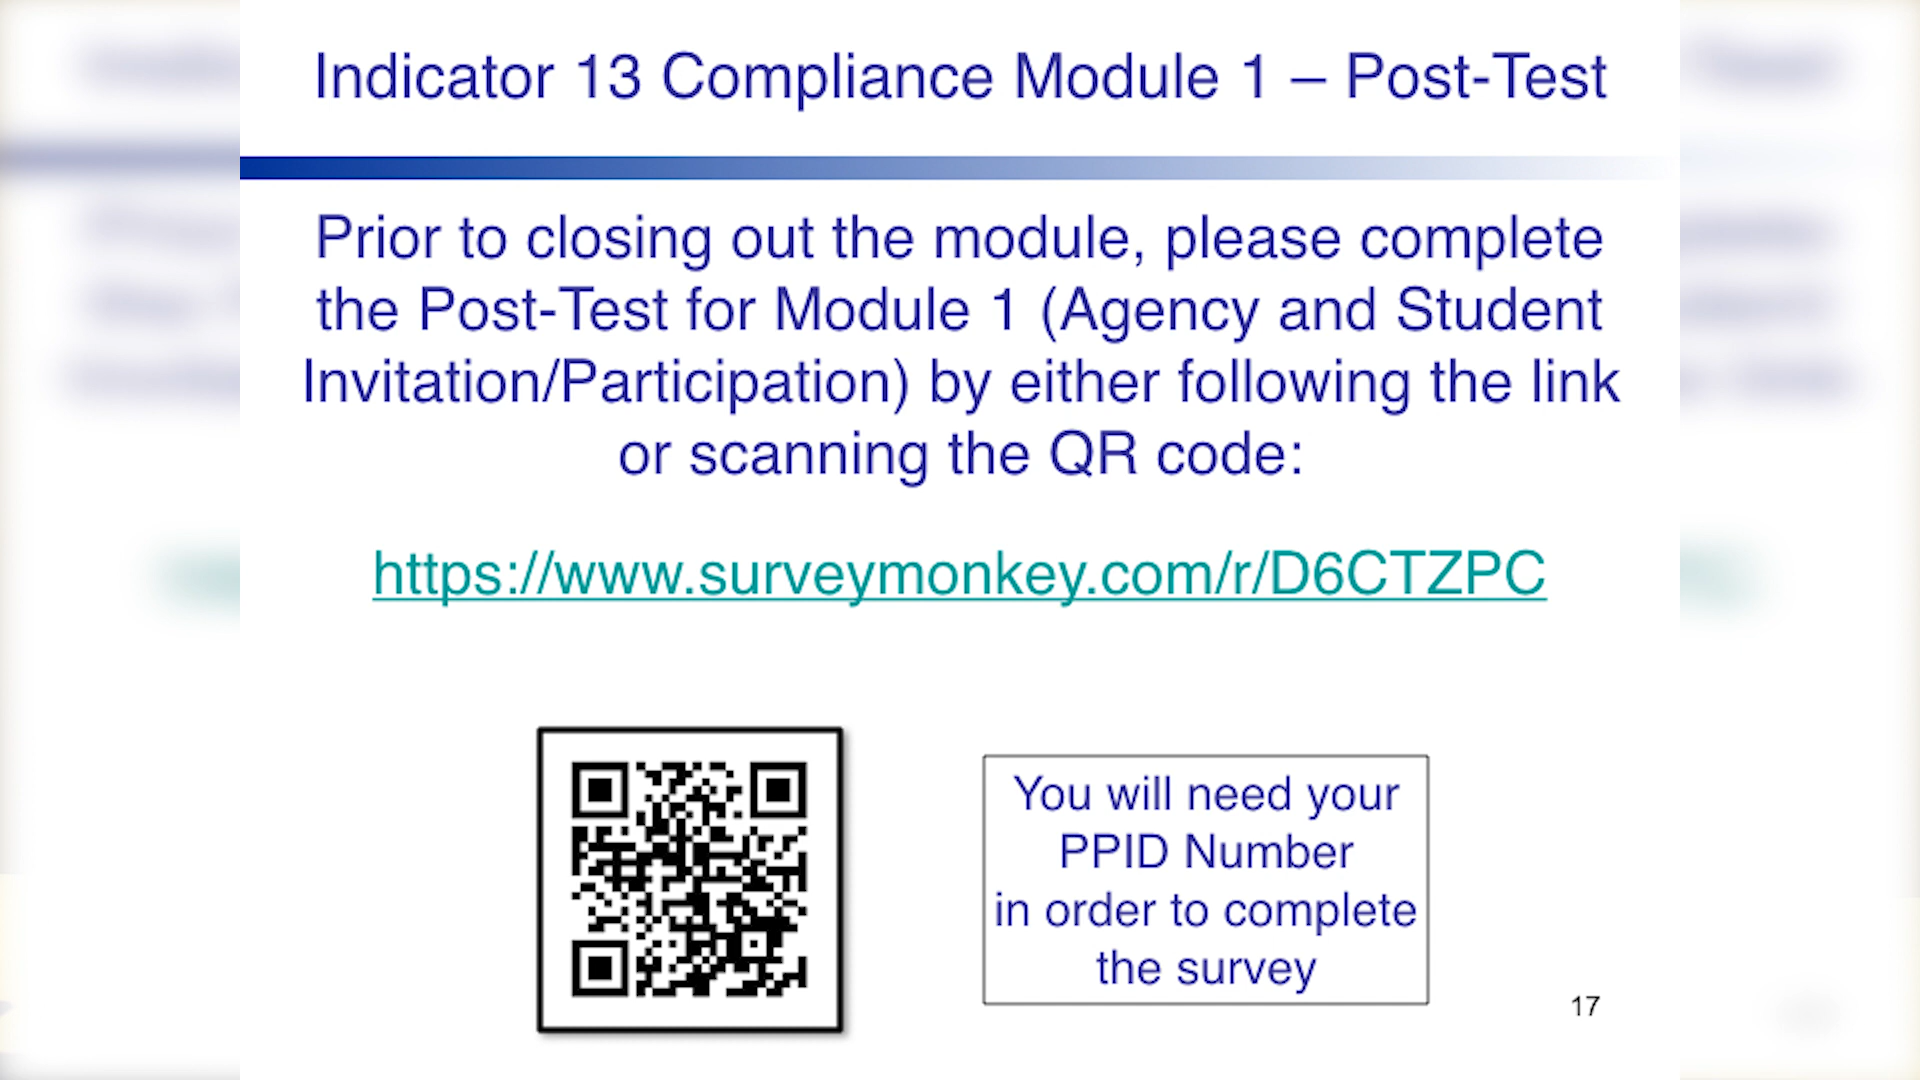 Indicator 13 Compliance Module 1 – Post-Test
Prior to closing out the module, please complete
the Post-Test for Module 1 (Agency and Student
Invitation/Participation) by either following the link
or scanning the QR code:
https://www.surveymonkey.com/r/D6CTZPC
You will need your
PPID Number
in order to complete
the survey
17